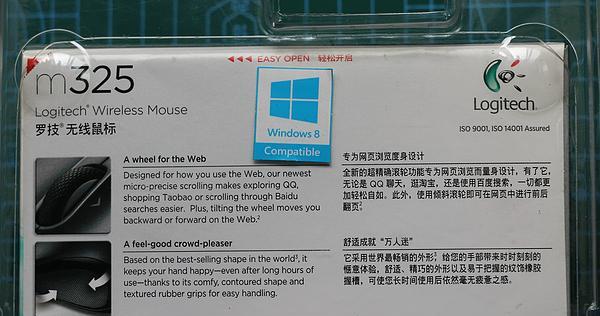 ◄◄◄ EASY OPEN 轻松开启
m325
Logitech® Wireless Mouse
罗技® 无线鼠标
Windows 8
Compatible
Logitech
ISO 9001, ISO 14001 Assured
A wheel for the Web
Designed for how you use the Web, our newest
micro-precise scrolling makes exploring QQ,
shopping Taobao or scrolling through Baidu
searches easier. Plus, tilting the wheel moves you
backward or forward on the Web.²
专为网页浏览度身设计
全新的超精确滚轮功能专为网页浏览而量身设计，有了它，
无论是 QQ 聊天，逛淘宝，还是使用百度搜索，一切都更
加轻松自如。此外，使用倾斜滚轮即可在网页中进行前后
翻页²
A feel-good crowd-pleaser
Based on the best-selling shape in the world³, it
keeps your hand happy—even after long hours of
use—thanks to its comfy, contoured shape and
textured rubber grips for easy handling.
舒适成就“万人迷”
它采用世界最畅销的外形³ 给您的手部带来时时刻刻的
惬意体验，舒适、精巧的外形以及易于把握的纹饰橡胶
握槽，可使您长时间使用后依然毫无疲惫之感。